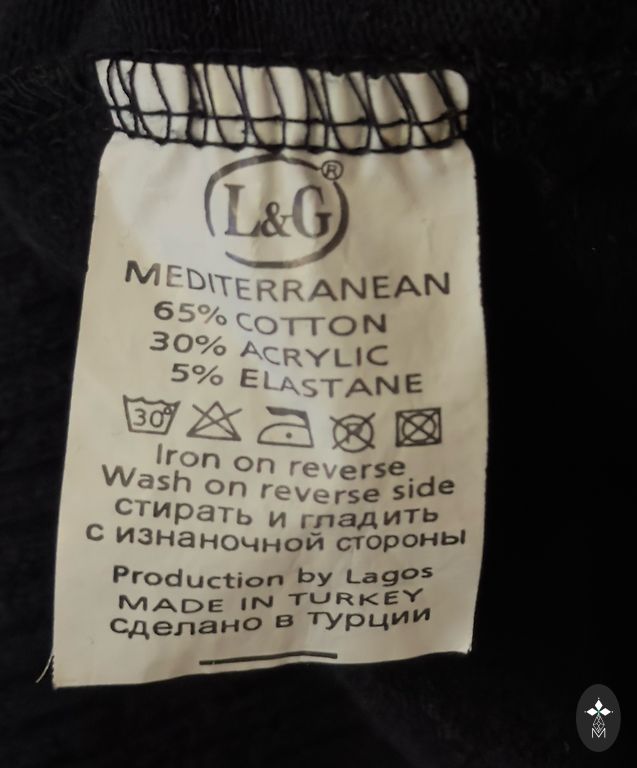 L&G®
MEDITERRANEAN
65% COTTON
30% ACRYLIC
5% ELASTANE
30°
Iron on reverse
Wash on reverse side
стирать и гладить
с изнаночной стороны
Production by Lagos
MADE IN TURKEY
сделано в турции
M